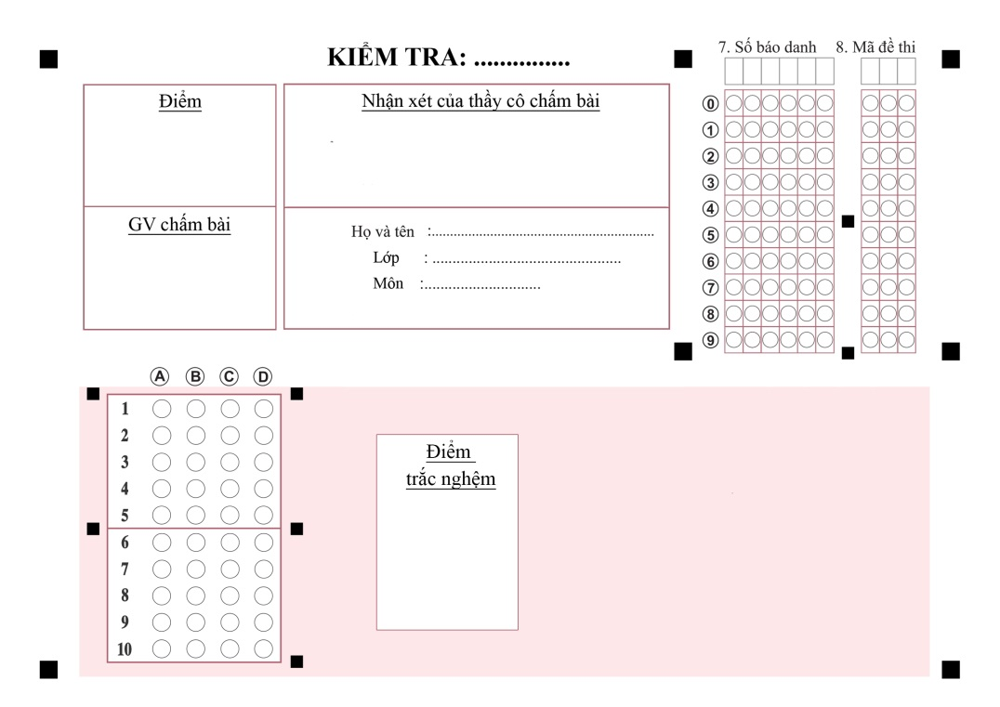 KIỂM TRA: ...............
7. Số báo danh
8. Mã đề thi
Điểm
Nhận xét của thầy cô chấm bài
GV chấm bài
Họ và tên :............................................................
Lớp : ................................................
Môn :..............................
0
1
2
3
4
5
6
7
8
9
A B C D
1
2
3
4
5
6
7
8
9
10
Điểm
trắc nghệm